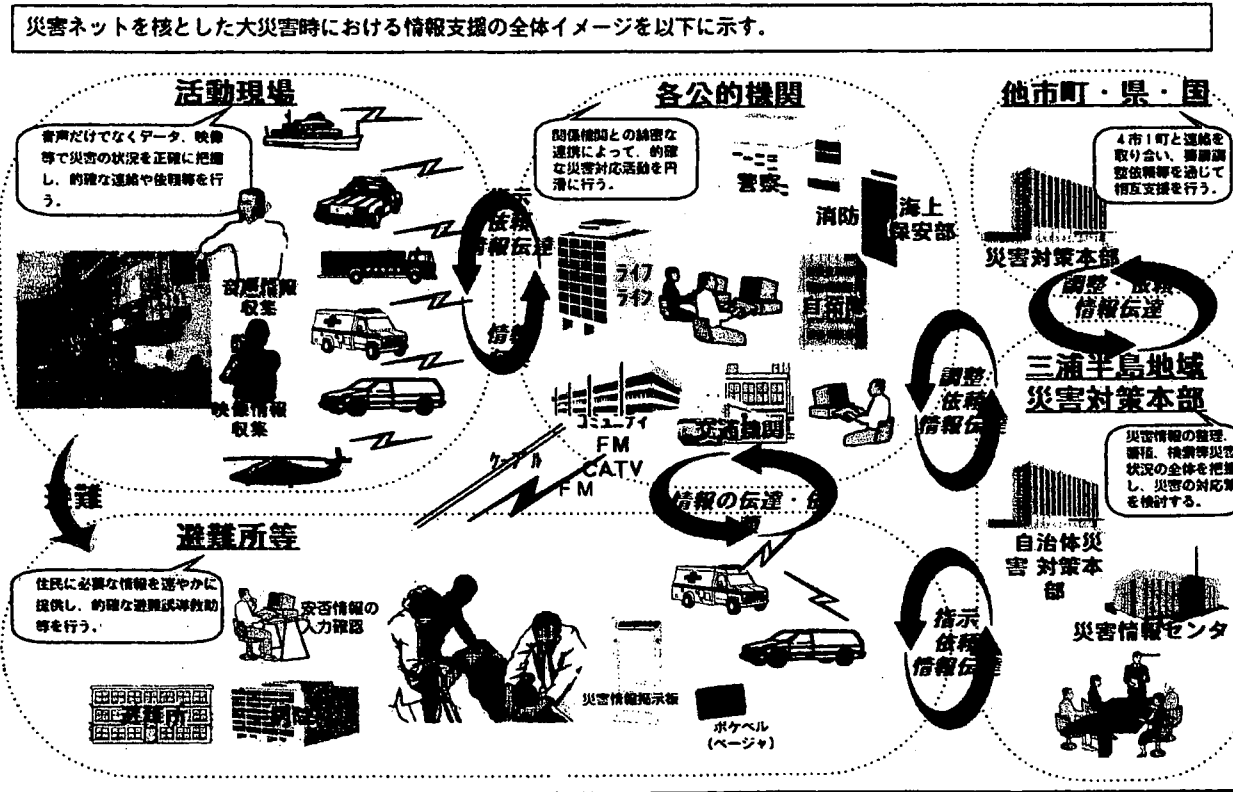 災害ネットを核とした大災害時における情報支援の全体イメージを以下に示す。
活動現場
音声だけでなくデータ、映像
等で災害の状況を正確に把握
し、的確な連絡や依頼等を行
う。
収集
映像情報
収集
避難
依頼
情報伝達
各公的機関
関係機関との綿密な
連携によって、的確
な災害対応活動を円
滑に行う。
警察
消防
海上
保安部
ライフ
ライン
自衛隊
コミューティ
FM
CATV
FM
ケーブル
交通機関
情報の伝達・
調整
依頼
情報伝達
他市町・県・国
4市1町と連絡を
取り合い、
整依頼等を通じて
相互支援を行う。
災害対策本部
調整・依頼
情報伝達
三浦半島地域
災害対策本部
災害情報の整理、
蓄積、検索等災害
状況の全体を把握
し、災害の対応策
を検討する。
自治体災
害 対策本
部
災害情報センタ
指示
依頼
情報伝達
避難所等
住民に必要な情報を速やかに
提供し、的確な避難誘導救助
等を行う。
安否情報の
入力確認
避難所
災害情報掲示板
ポケベル
(ページャ)